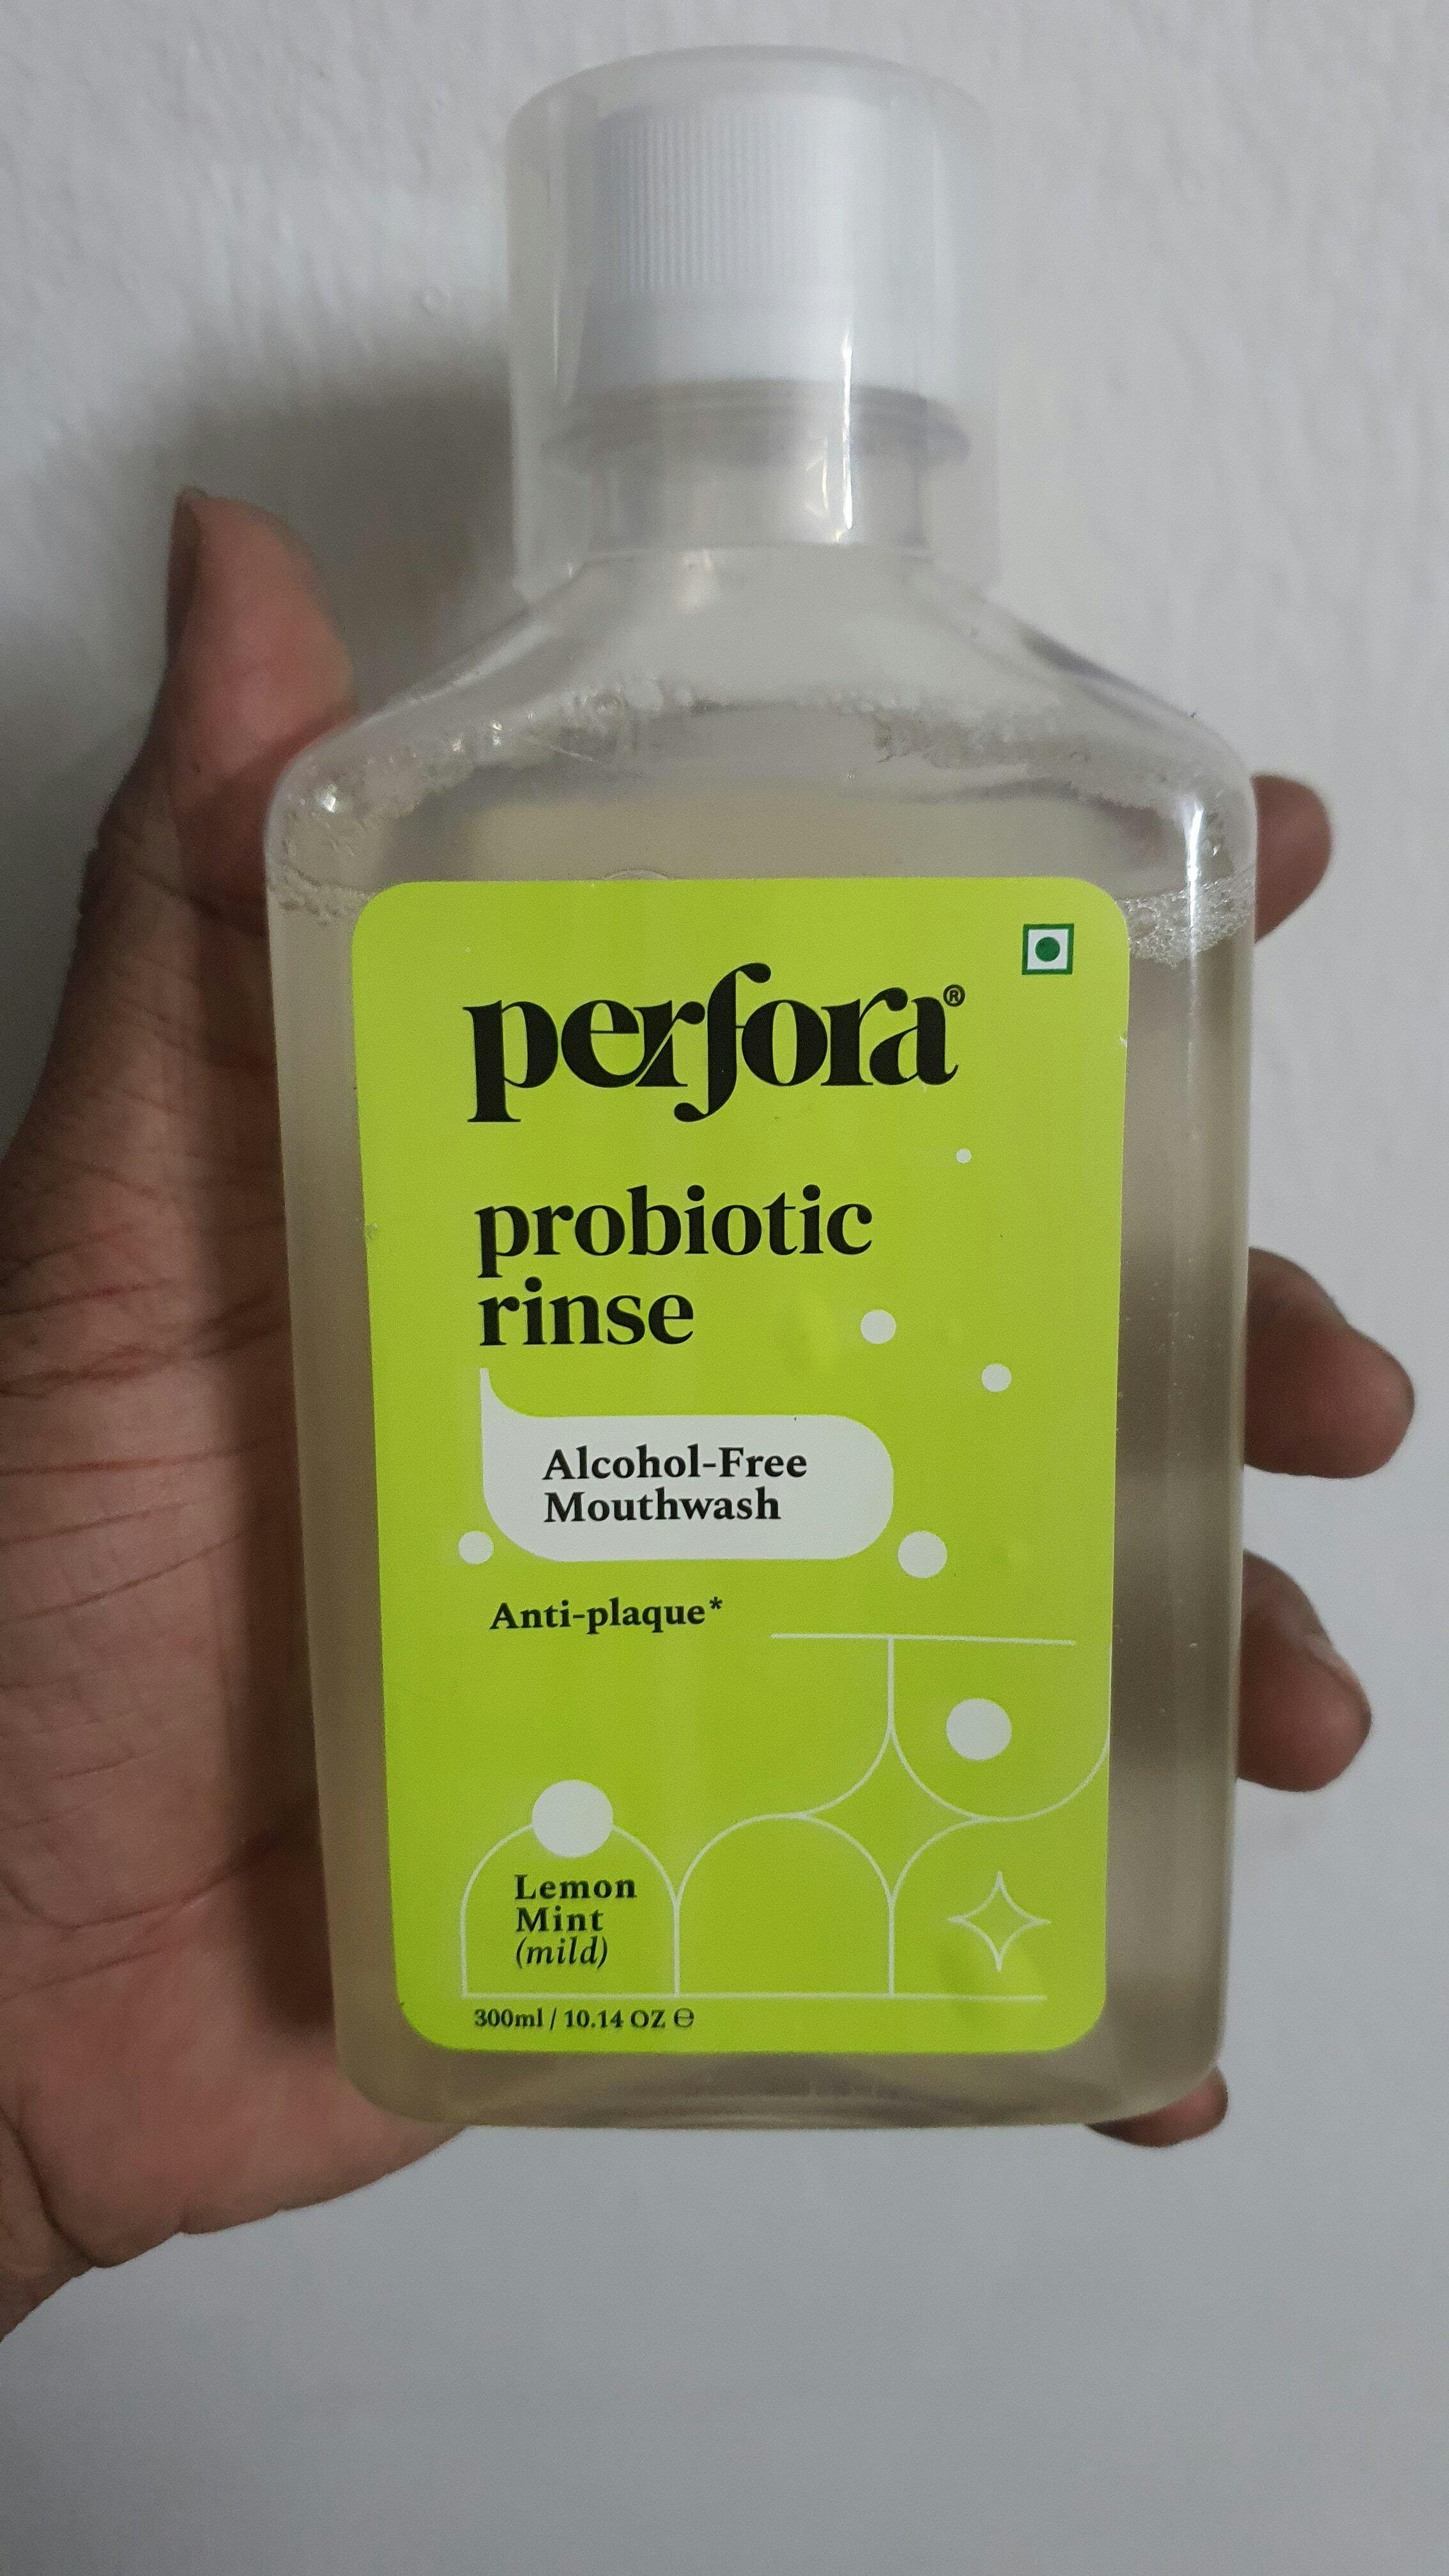 perfora®
probiotic
rinse
Alcohol-Free
Mouthwash
Anti-plaque*
Lemon
Mint
(mild)
300ml / 10.14 OZ ℮